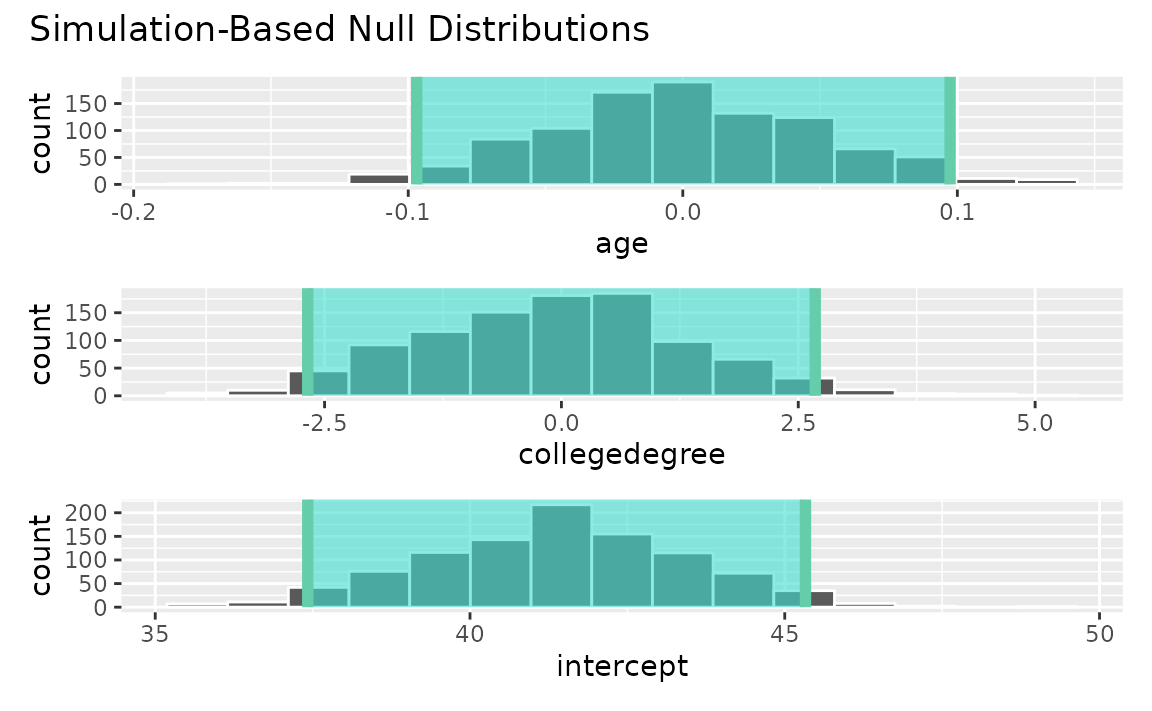 Simulation-Based Null Distributions
count
150
100
50
0
-0.2 -0.1 0.0 0.1
age
count
150
100
50
0
-2.5 0.0 2.5 5.0
collegedegree
count
200
150
100
50
0
35 40 45 50
intercept